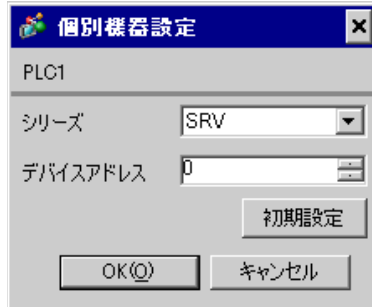 個別機器設定
PLC1
シリーズ SRV
デバイスアドレス 0
初期設定
OK(O) キャンセル